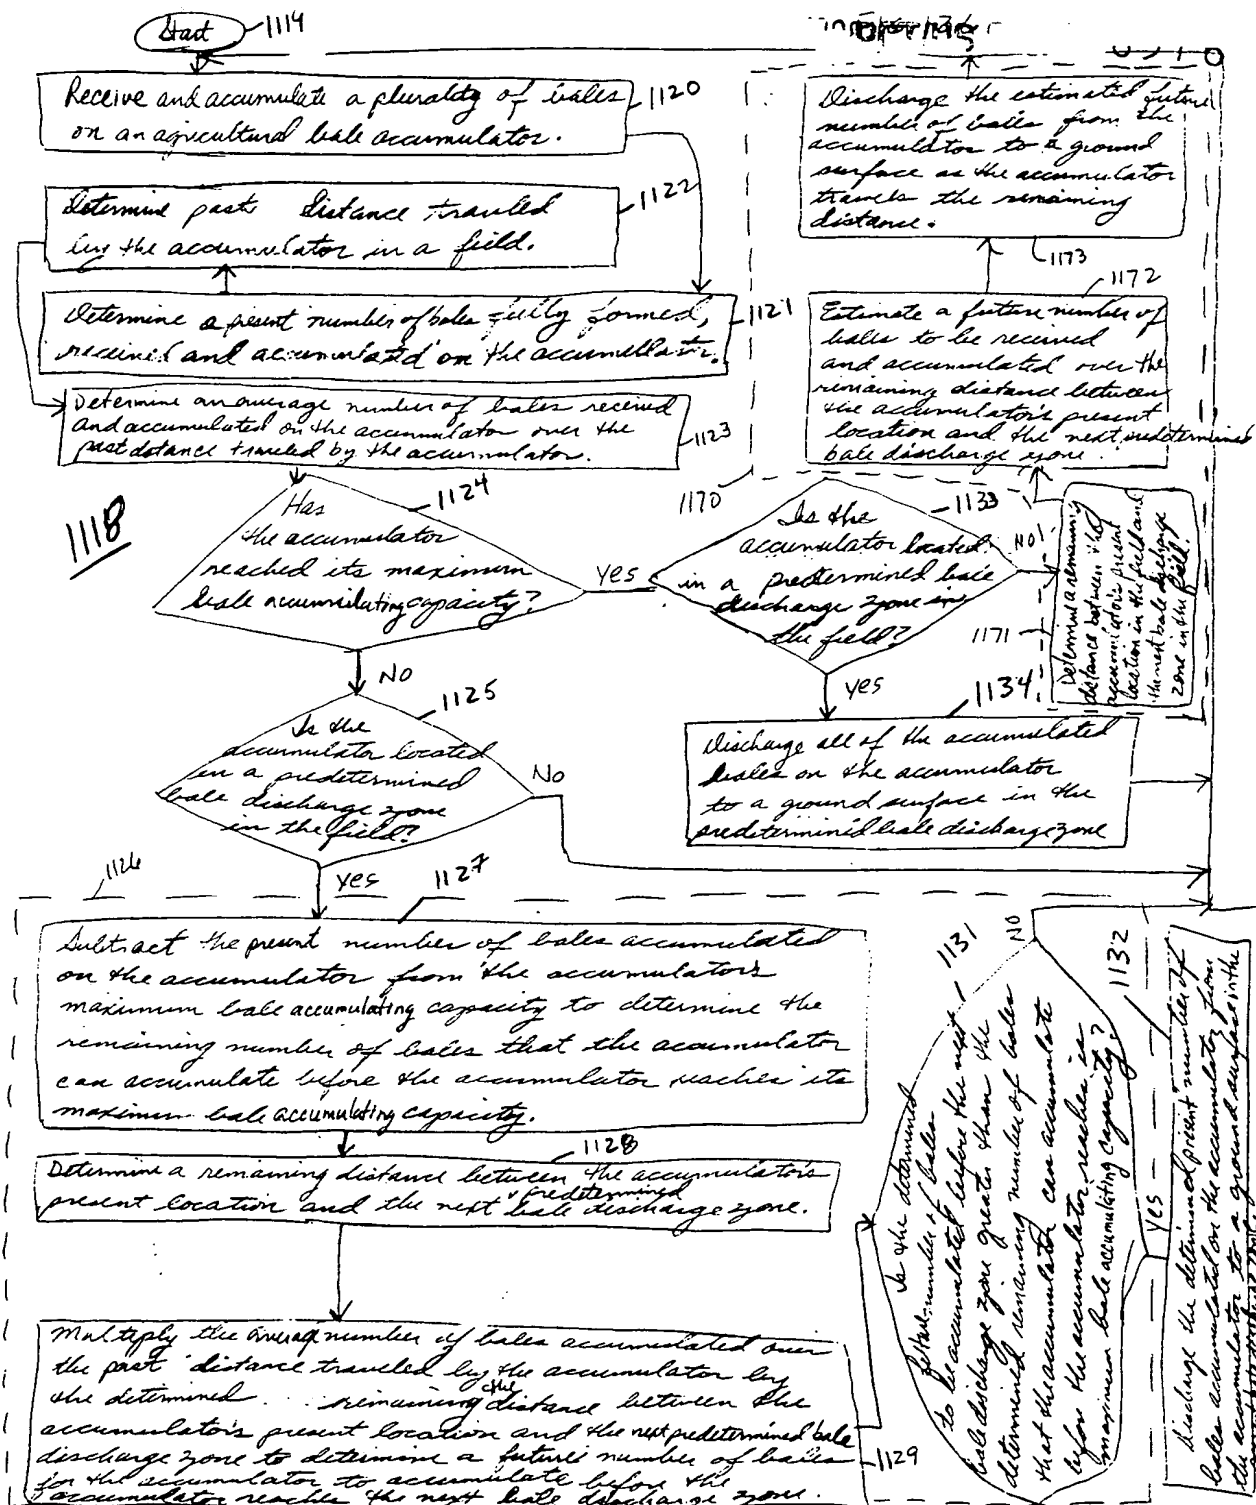 Start
1119
Receive and accumulate a plurality of bales
on an agricultural bale accumulator.
1120
Determine past distance traveled
by the accumulator in a field.
1122
Determine a present number of bales fully formed,
received and accumulated on the accumulator.
1121
Determine an average number of bales received
and accumulated on the accumulator over the
past distance traveled by the accumulator.
1123
1118
Has
the accumulator
reached its maximum
bale accumulating capacity?
1124
yes
NO
Is the
accumulator located
in a predetermined
bale discharge zone
in the field?
1125
No
yes
Discharge the estimated future
number of bales from the
accumulator to a ground
surface as the accumulator
travels the remaining
distance.
1173
1172
Estimate a future number of
bales to be received
and accumulated over the
remaining distance between
the accumulator's present
location and the next predetermined
bale discharge zone.
1170
Is the
accumulator located
in a predetermined bale
discharge zone in
the field?
1133
NO
yes
1171
Determine a remaining
distance between the
accumulator's present
location in the field and
the next bale discharge
zone in the field.
1134
Discharge all of the accumulated
bales on the accumulator
to a ground surface in the
predetermined bale discharge zone
1126
1127
Subtract the present number of bales accumulated
on the accumulator from the accumulators
maximum bale accumulating capacity to determine the
remaining number of bales that the accumulator
can accumulate before the accumulator reaches its
maximum bale accumulating capacity.
1128
Determine a remaining distance between the accumulator's
present location and the next predetermined bale discharge zone.
Multiply the average number of bales accumulated over
the past distance traveled by the accumulator by
the determined remaining distance between the
accumulator's present location and the next predetermined bale
discharge zone to determine a future number of bales
for the accumulator to accumulate before the
accumulator reaches the next bale discharge zone.
1129
1131
Is the determined
future number of bales
to be accumulated before the next
bale discharge zone greater than the
determined remaining number of bales
that the accumulator can accumulate
before the accumulator reaches its
maximum bale accumulating capacity?
NO
yes
1132
Discharge the determined present number of
bales accumulated on the accumulator from
the accumulator to a ground surface in the